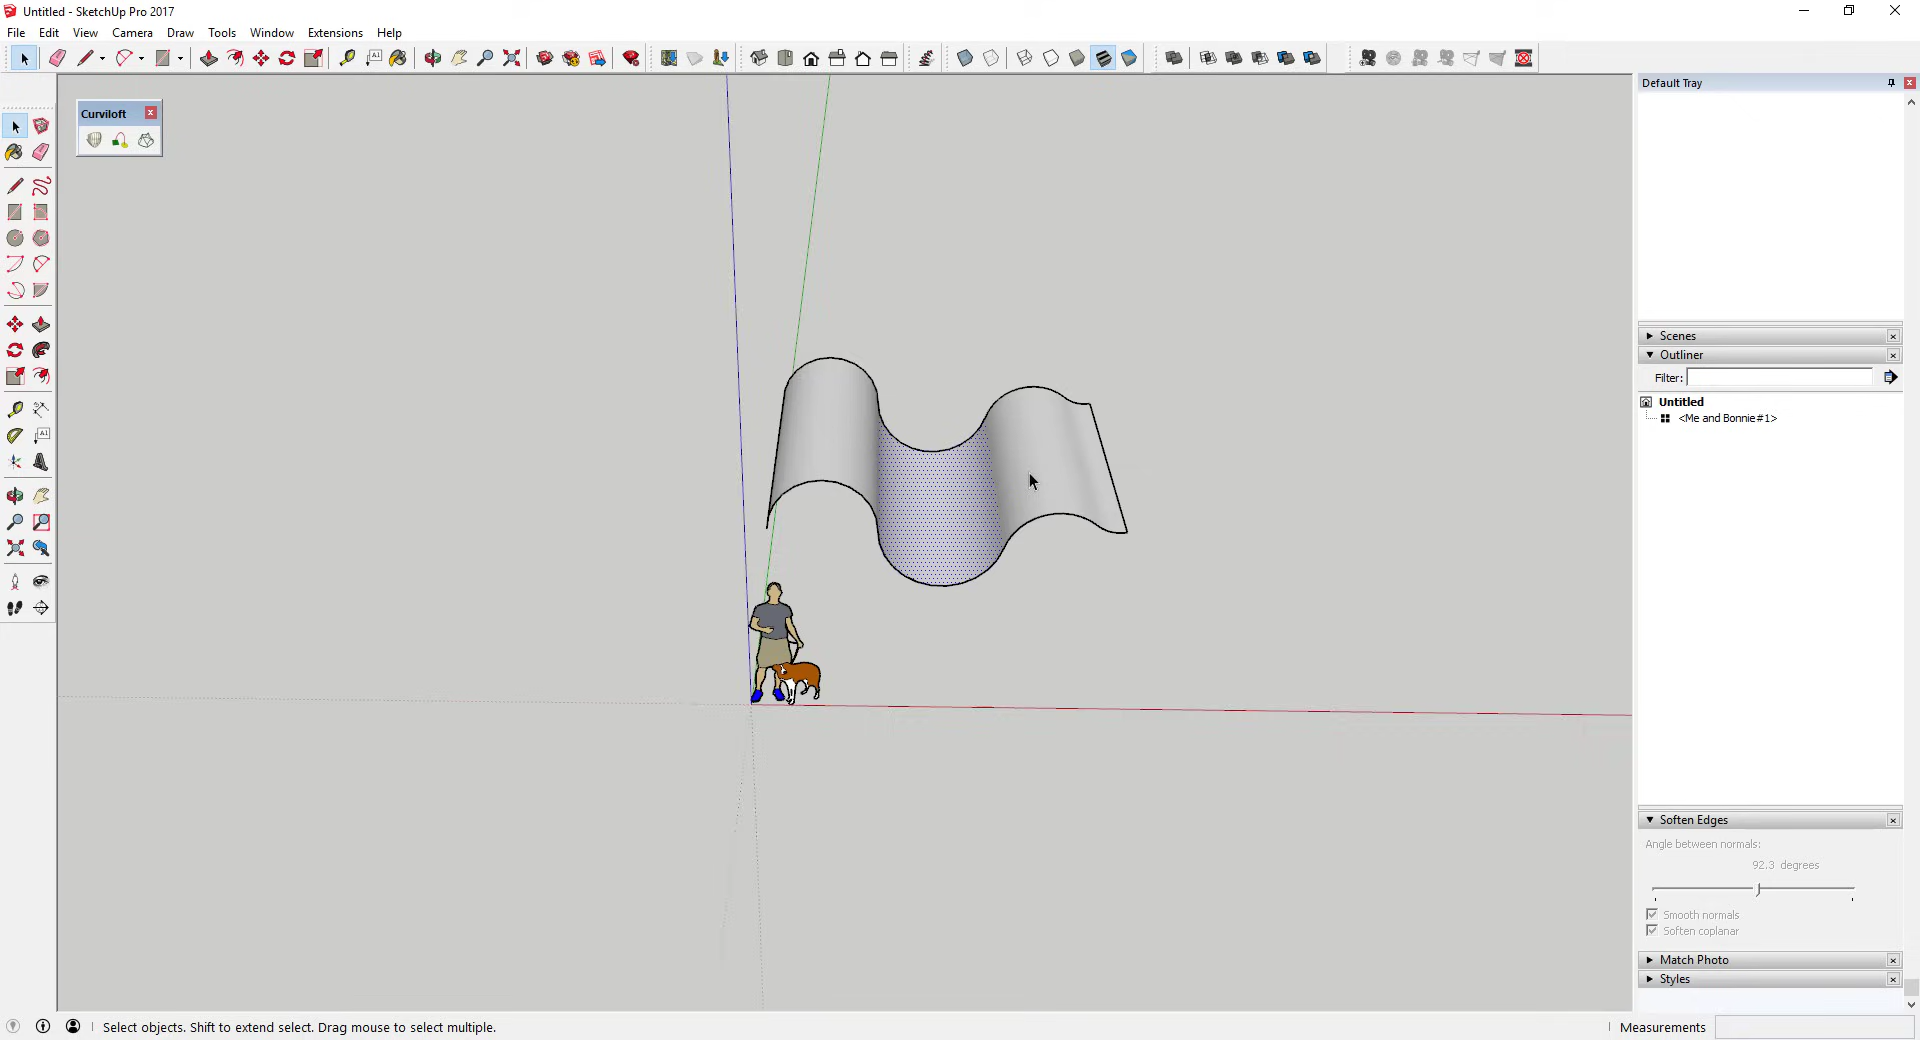 Untitled - SketchUp Pro 2017
File Edit View Camera Draw Tools Window Extensions Help
Default Tray
Curviloft
A1
A1
Scenes
Outliner
Filter:
Untitled
<Me and Bonnie#1>
Soften Edges
Angle between normals:
92.3 degrees
Smooth normals
Soften coplanar
Match Photo
Styles
Select objects. Shift to extend select. Drag mouse to select multiple.
Measurements